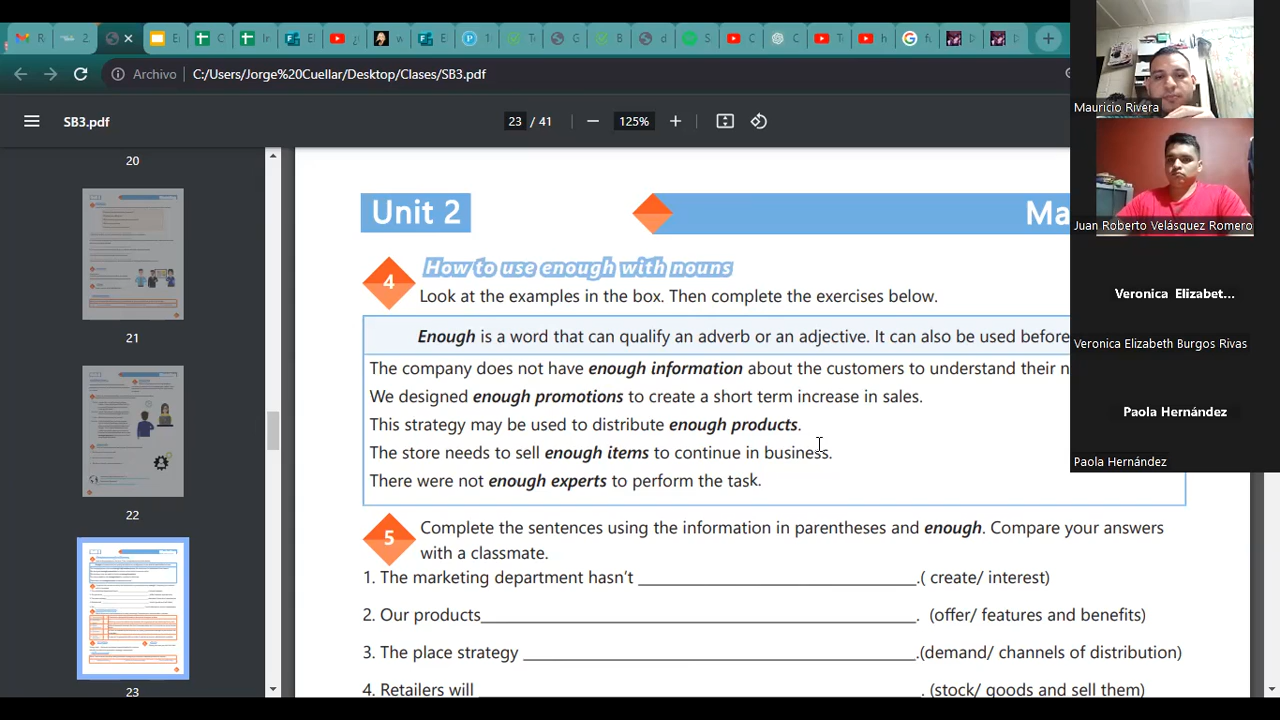 Archivo C:/Users/Jorge%20Cuellar/Desktop/Clases/SB3.pdf
SB3.pdf
23 / 41
125%
20
21
22
23
Unit 2
Ma
4 How to use enough with nouns
Look at the examples in the box. Then complete the exercises below.
Enough is a word that can qualify an adverb or an adjective. It can also be used before
The company does not have enough information about the customers to understand their n
We designed enough promotions to create a short term increase in sales.
This strategy may be used to distribute enough products.
The store needs to sell enough items to continue in business.
There were not enough experts to perform the task.
5 Complete the sentences using the information in parentheses and enough. Compare your answers
with a classmate.
1. The marketing department hasn't ______________________________.( create/ interest)
2. Our products______________________________. (offer/ features and benefits)
3. The place strategy ______________________________.(demand/ channels of distribution)
4. Retailers will ______________________________. (stock/ goods and sell them)
Mauricio Rivera
Juan Roberto Velásquez Romero
Veronica Elizabet...
Veronica Elizabeth Burgos Rivas
Paola Hernández
Paola Hernández